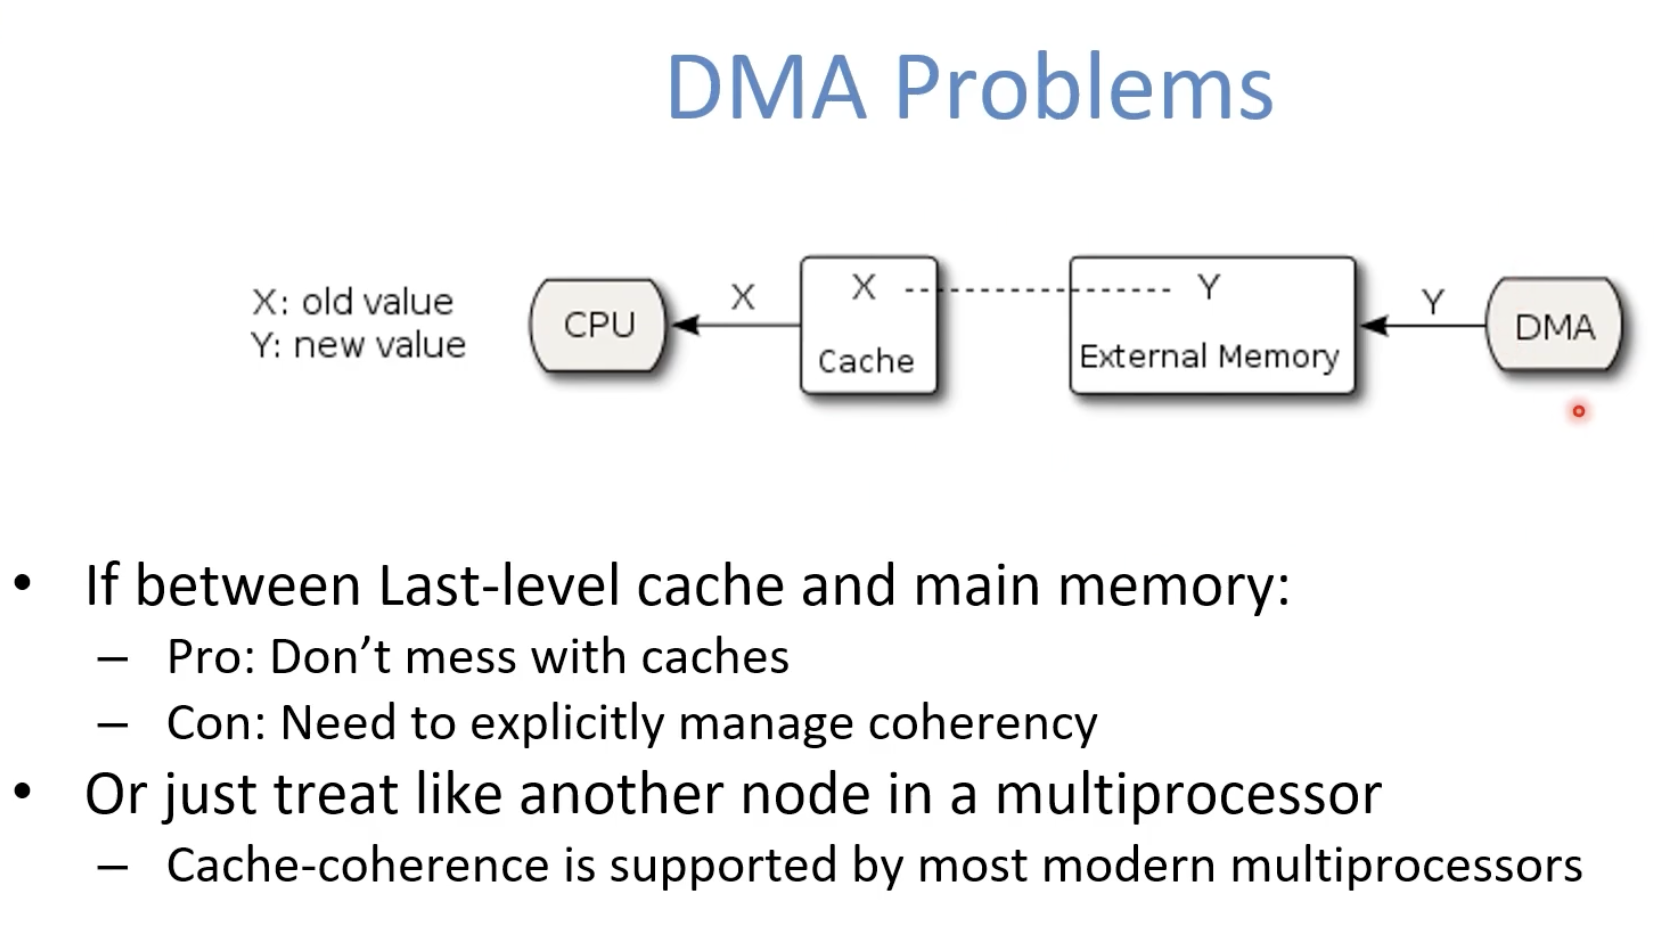 DMA Problems
X: old value
Y: new value
CPU
X
X
Cache
Y
External Memory
Y
DMA
• If between Last-level cache and main memory:
– Pro: Don’t mess with caches
– Con: Need to explicitly manage coherency
• Or just treat like another node in a multiprocessor
– Cache-coherence is supported by most modern multiprocessors